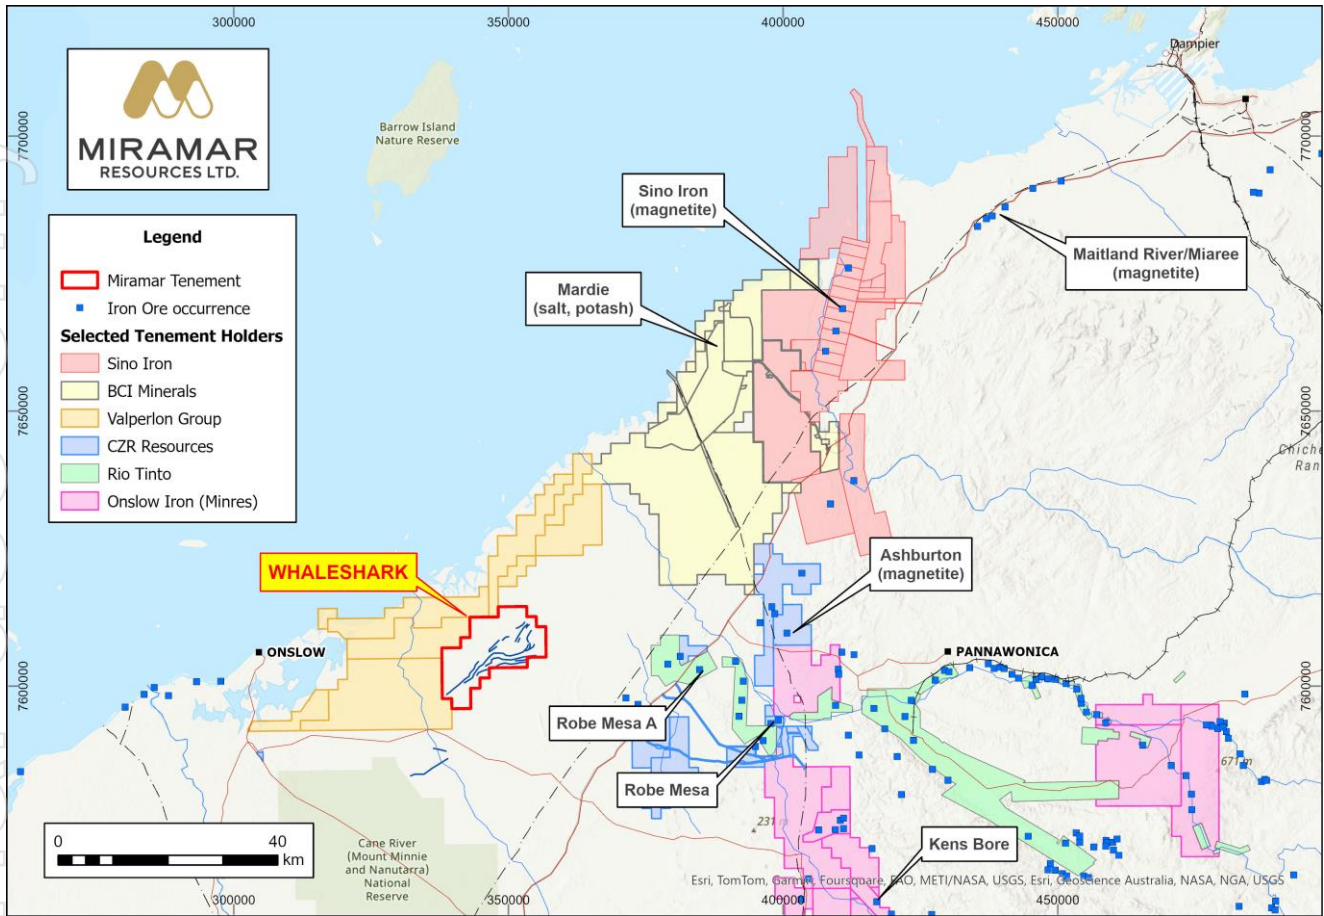 300000
350000
400000
450000
MIRAMAR
RESOURCES LTD.
Barrow Island
Nature Reserve
Dampier
7700000
7700000
Legend
Miramar Tenement
Iron Ore occurrence
Selected Tenement Holders
Sino Iron
BCI Minerals
Valperlon Group
CZR Resources
Rio Tinto
Onslow Iron (Minres)
Sino Iron
(magnetite)
Maitland River/Miaree
(magnetite)
Mardie
(salt, potash)
7650000
7650000
Chiche
Ran
WHALESHARK
Ashburton
(magnetite)
ONSLOW
PANNAWONICA
7600000
7600000
Robe Mesa A
Robe Mesa
671 m
231 m
Kens Bore
0
40
km
Cane River
(Mount Minnie
and Nanutarra)
National
Reserve
Esri, TomTom, Garmin, Foursquare, FAO, METI/NASA, USGS, Esri, Geoscience Australia, NASA, NGA, USGS
300000
350000
400000
450000